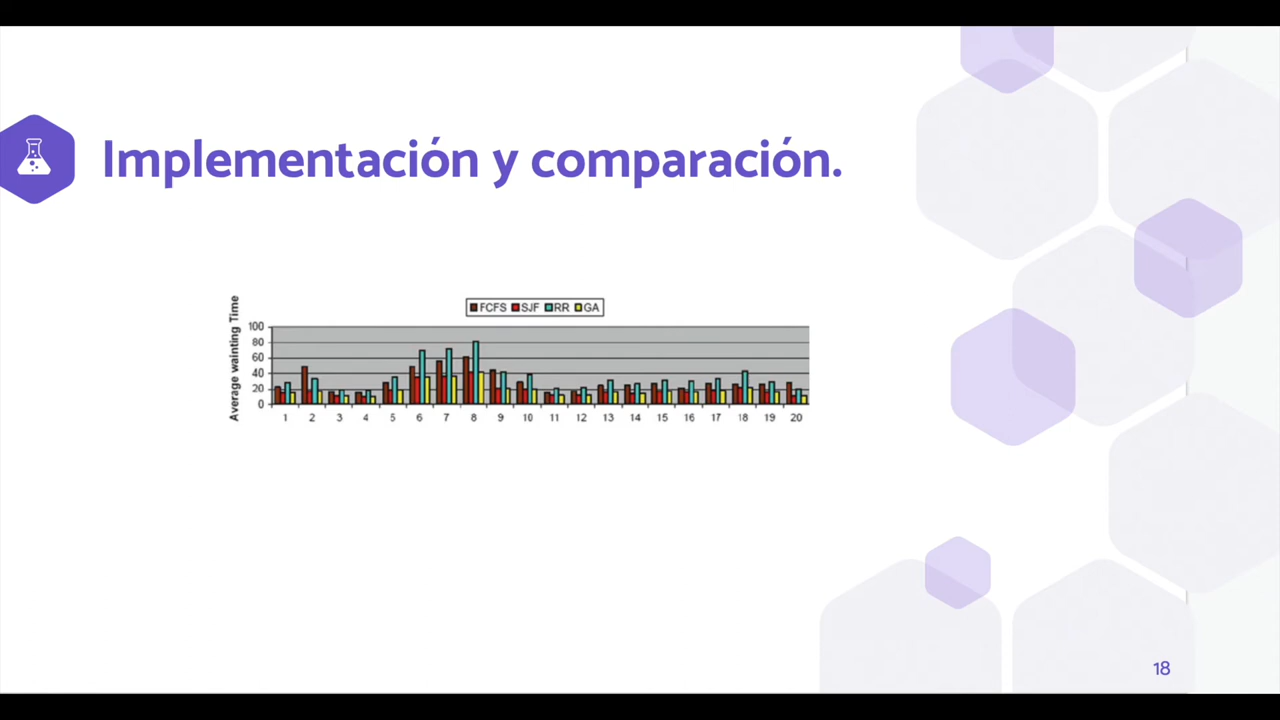 Implementación y comparación.
FCFS SJF RR GA
Average wainting Time
100
80
60
40
20
0
1 2 3 4 5 6 7 8 9 10 11 12 13 14 15 16 17 18 19 20
18